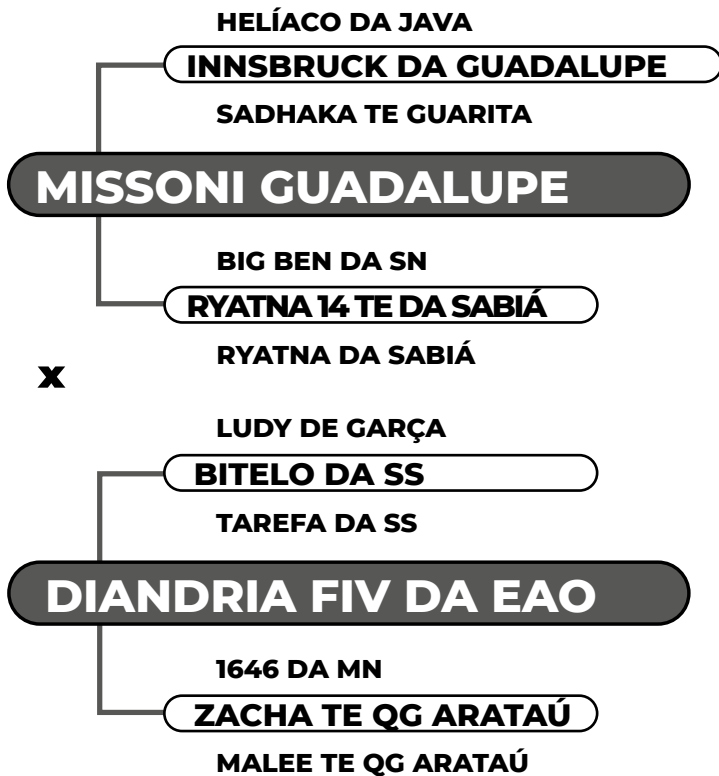 HELÍACO DA JAVA
INNSBRUCK DA GUADALUPE
SADHAKA TE GUARITA
MISSONI GUADALUPE
BIG BEN DA SN
RYATNA 14 TE DA SABIÁ
RYATNA DA SABIÁ
X
LUDY DE GARÇA
BITELO DA SS
TAREFA DA SS
DIANDRIA FIV DA EAO
1646 DA MN
ZACHA TE QG ARATAÚ
MALEE TE QG ARATAÚ